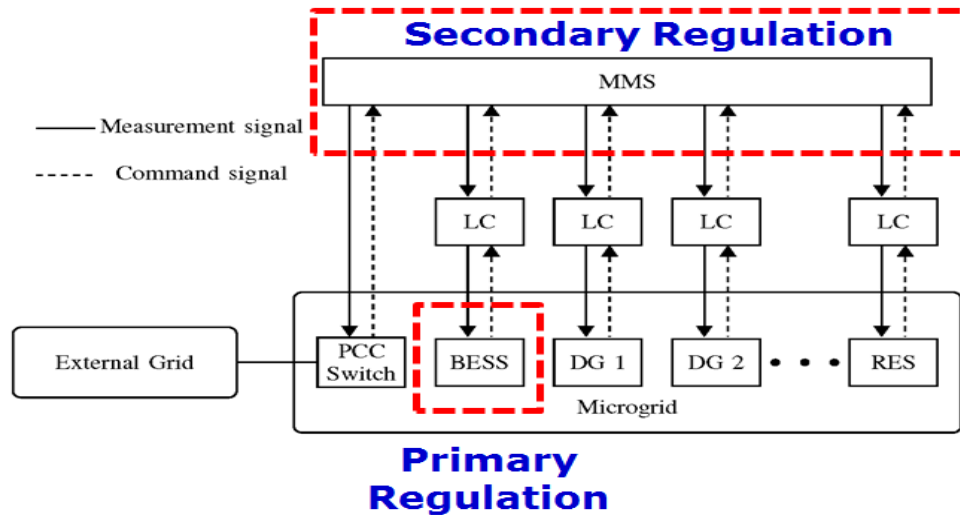 Secondary Regulation
MMS
Measurement signal
Command signal
LC
LC
LC
LC
External Grid
PCC
Switch
BESS
DG 1
DG 2
RES
Microgrid
Primary
Regulation